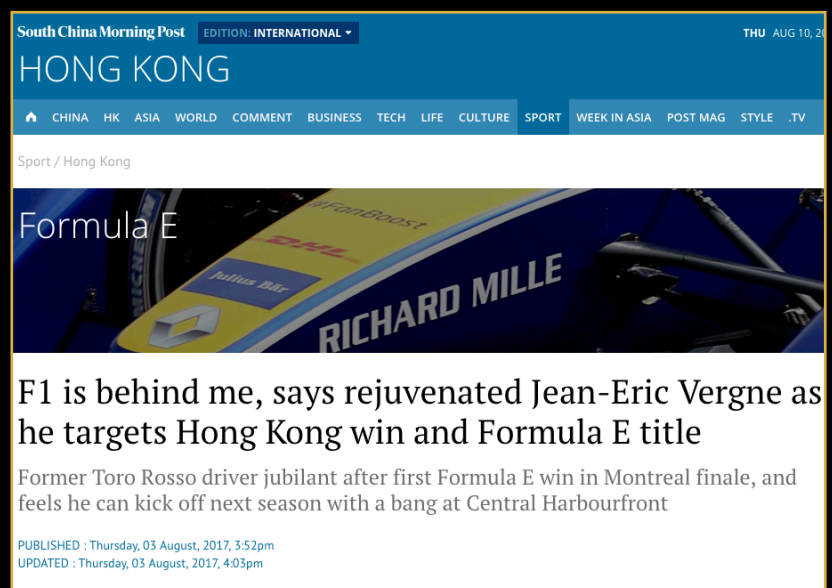 South China Morning Post EDITION: INTERNATIONAL THU AUG 10, 20
HONG KONG
CHINA HK ASIA WORLD COMMENT BUSINESS TECH LIFE CULTURE SPORT WEEK IN ASIA POST MAG STYLE .TV
Sport / Hong Kong
Formula E
#FanBoost
DHL
Julius Bär
RICHARD MILLE
F1 is behind me, says rejuvenated Jean-Eric Vergne as
he targets Hong Kong win and Formula E title
Former Toro Rosso driver jubilant after first Formula E win in Montreal finale, and
feels he can kick off next season with a bang at Central Harbourfront
PUBLISHED : Thursday, 03 August, 2017, 3:52pm
UPDATED : Thursday, 03 August, 2017, 4:03pm